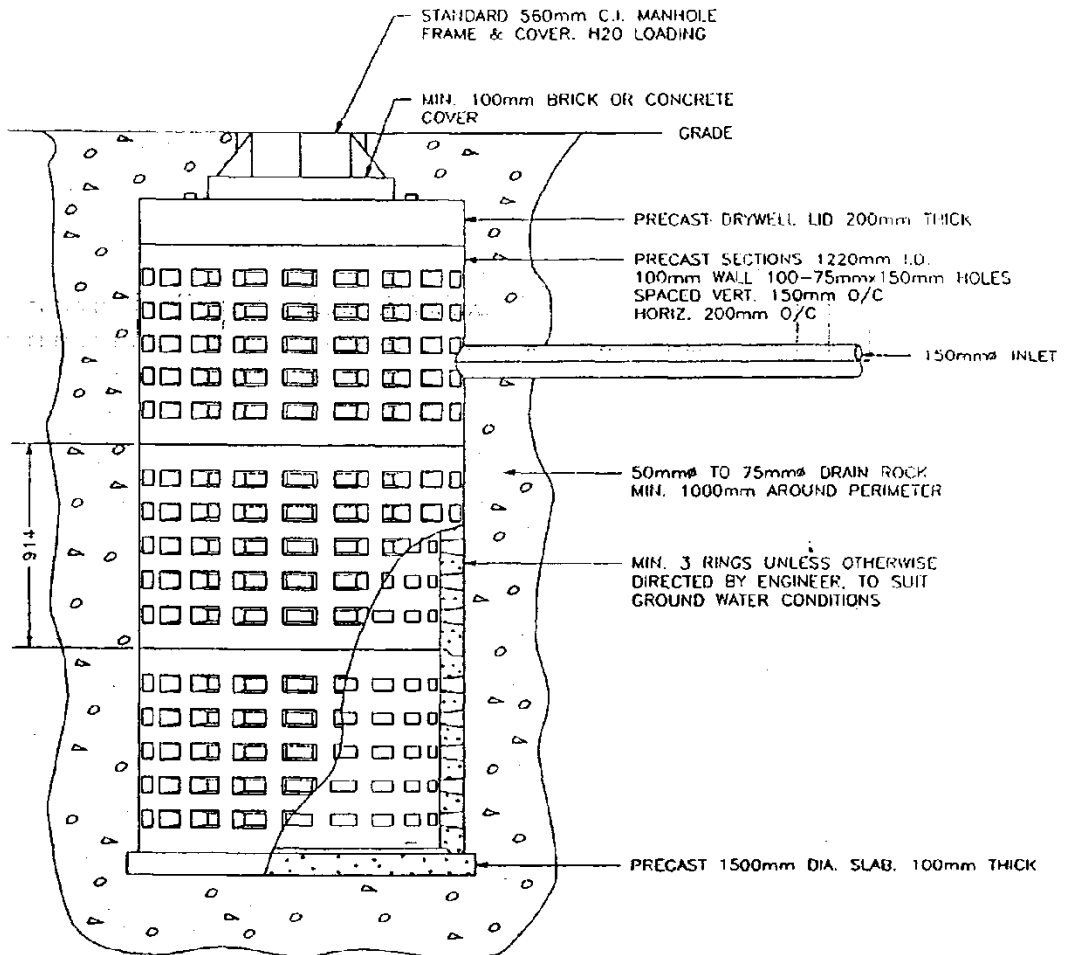 STANDARD 560mm C.I. MANHOLE
FRAME & COVER. H20 LOADING
MIN. 100mm BRICK OR CONCRETE
COVER
GRADE
PRECAST DRYWELL LID 200mm THICK
PRECAST SECTIONS 1220mm I.D.
100mm WALL 100-75mmx150mm HOLES
SPACED VERT. 150mm O/C
HORIZ. 200mm O/C
150mmø INLET
914
50mmø TO 75mmø DRAIN ROCK
MIN. 1000mm AROUND PERIMETER
MIN. 3 RINGS UNLESS OTHERWISE
DIRECTED BY ENGINEER, TO SUIT
GROUND WATER CONDITIONS
PRECAST 1500mm DIA. SLAB. 100mm THICK